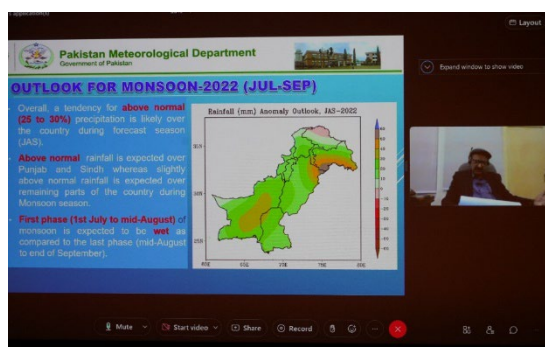 Layout
Pakistan Meteorological Department
Government of Pakistan
Expand window to show video
OUTLOOK FOR MONSOON-2022 (JUL-SEP)
Overall, a tendency for above normal
(25 to 30%) precipitation is likely over
the country during forecast season
(JAS).
Above normal rainfall is expected over
Punjab and Sindh whereas slightly
above normal rainfall is expected over
remaining parts of the country during
Monsoon season.
First phase (1st July to mid-August) of
monsoon is expected to be wet as
compared to the last phase (mid-August
to end of September).
Rainfall (mm) Anomaly Outlook, JAS-2022
Mute
Start video
Share
Record